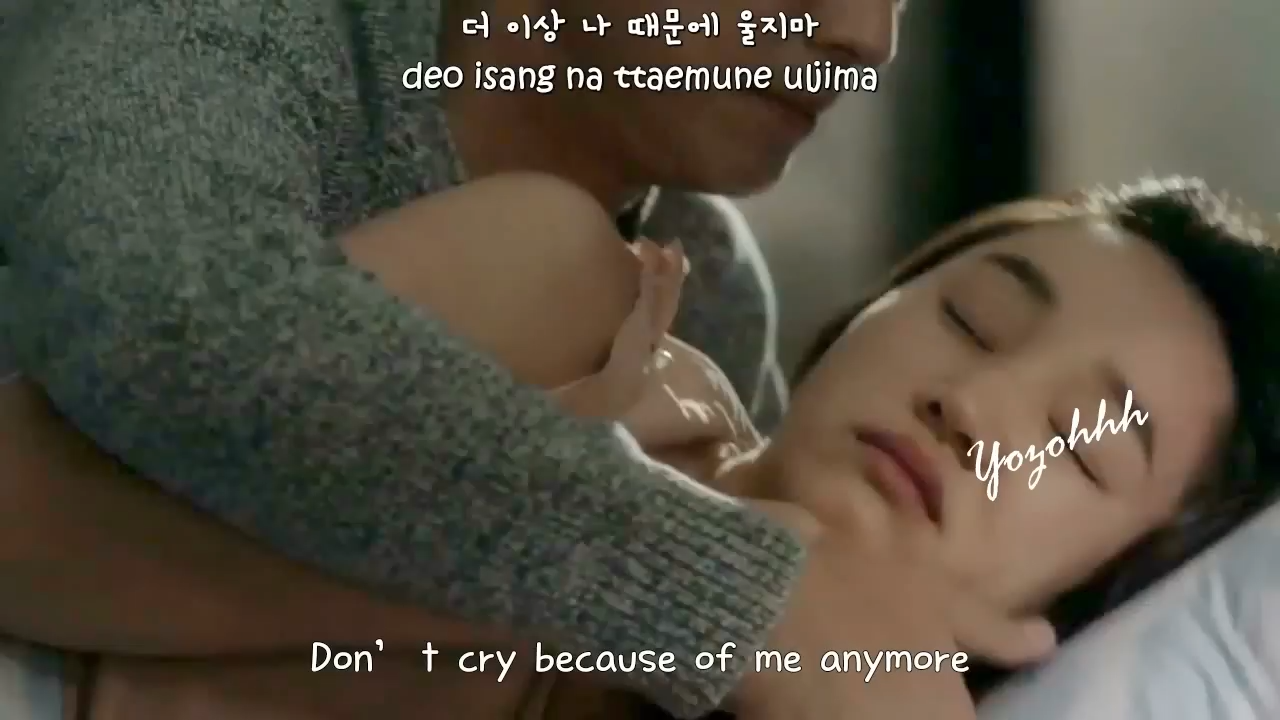 더 이상 나 때문에 울지마
deo isang na ttaemune uljima
Yozohhh
Don't cry because of me anymore